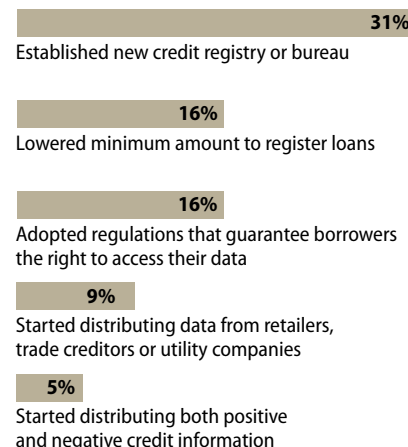 31%
Established new credit registry or bureau
16%
Lowered minimum amount to register loans
16%
Adopted regulations that guarantee borrowers
the right to access their data
9%
Started distributing data from retailers,
trade creditors or utility companies
5%
Started distributing both positive
and negative credit information